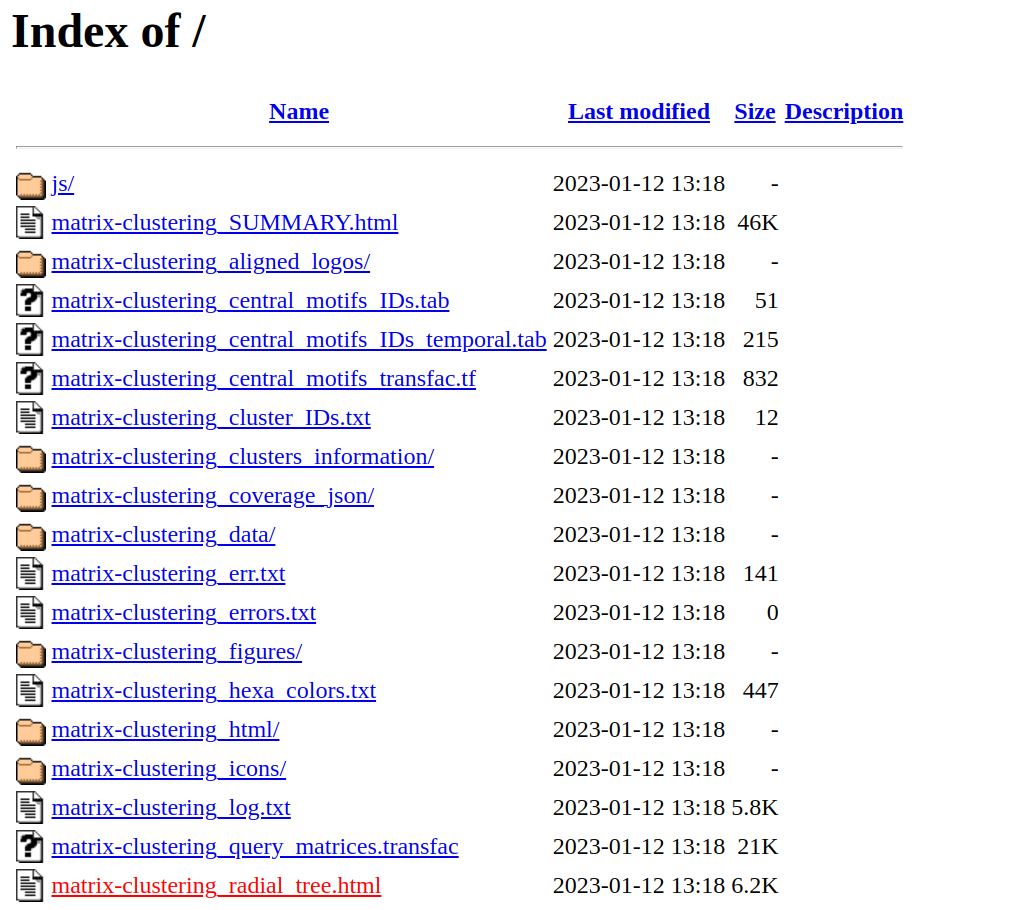 Index of /
Name Last modified Size Description
js/ 2023-01-12 13:18 -
matrix-clustering_SUMMARY.html 2023-01-12 13:18 46K
matrix-clustering_aligned_logos/ 2023-01-12 13:18 -
matrix-clustering_central_motifs_IDs.tab 2023-01-12 13:18 51
matrix-clustering_central_motifs_IDs_temporal.tab 2023-01-12 13:18 215
matrix-clustering_central_motifs_transfac.tf 2023-01-12 13:18 832
matrix-clustering_cluster_IDs.txt 2023-01-12 13:18 12
matrix-clustering_clusters_information/ 2023-01-12 13:18 -
matrix-clustering_coverage_json/ 2023-01-12 13:18 -
matrix-clustering_data/ 2023-01-12 13:18 -
matrix-clustering_err.txt 2023-01-12 13:18 141
matrix-clustering_errors.txt 2023-01-12 13:18 0
matrix-clustering_figures/ 2023-01-12 13:18 -
matrix-clustering_hexa_colors.txt 2023-01-12 13:18 447
matrix-clustering_html/ 2023-01-12 13:18 -
matrix-clustering_icons/ 2023-01-12 13:18 -
matrix-clustering_log.txt 2023-01-12 13:18 5.8K
matrix-clustering_query_matrices.transfac 2023-01-12 13:18 21K
matrix-clustering_radial_tree.html 2023-01-12 13:18 6.2K